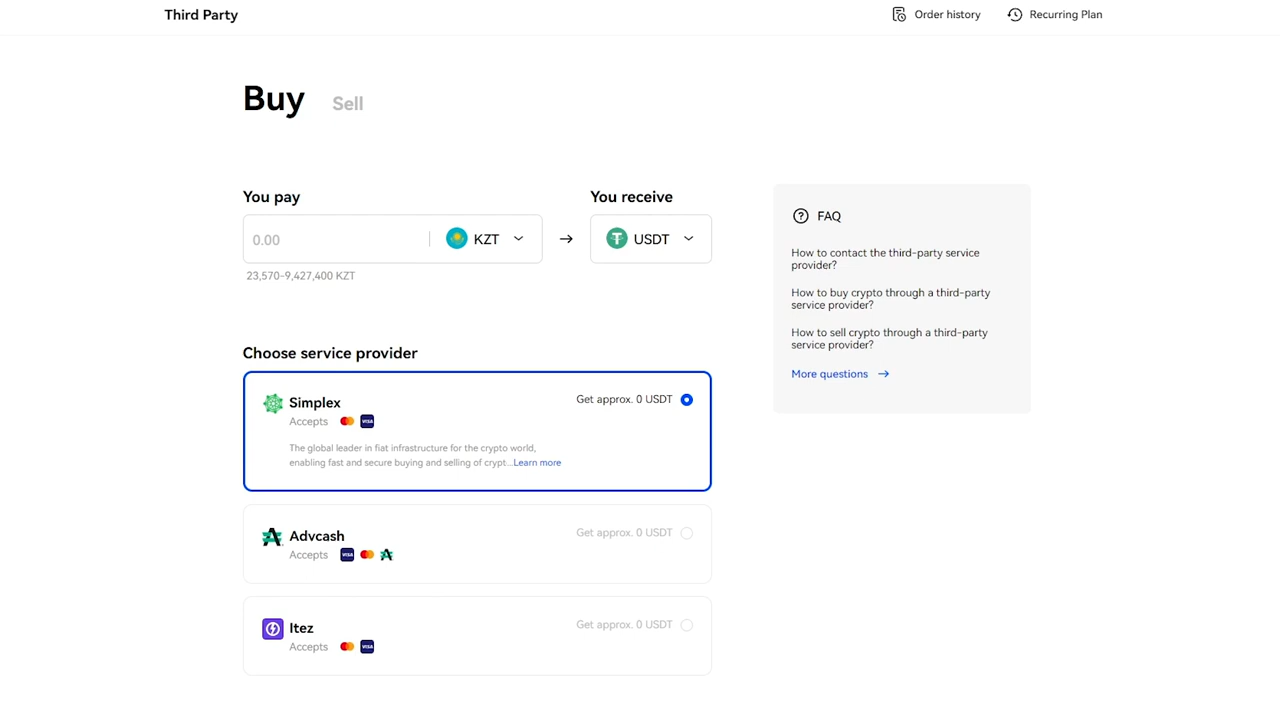 Third Party
Order history
Recurring Plan
Buy
Sell
You pay
You receive
0.00
KZT
USDT
23,570-9,427,400 KZT
Choose service provider
Simplex
Get approx. 0 USDT
Accepts
VISA
The global leader in fiat infrastructure for the crypto world,
enabling fast and secure buying and selling of crypt...Learn more
Advcash
Get approx. 0 USDT
Accepts
VISA
Itez
Get approx. 0 USDT
Accepts
VISA
FAQ
How to contact the third-party service
provider?
How to buy crypto through a third-party
service provider?
How to sell crypto through a third-party
service provider?
More questions